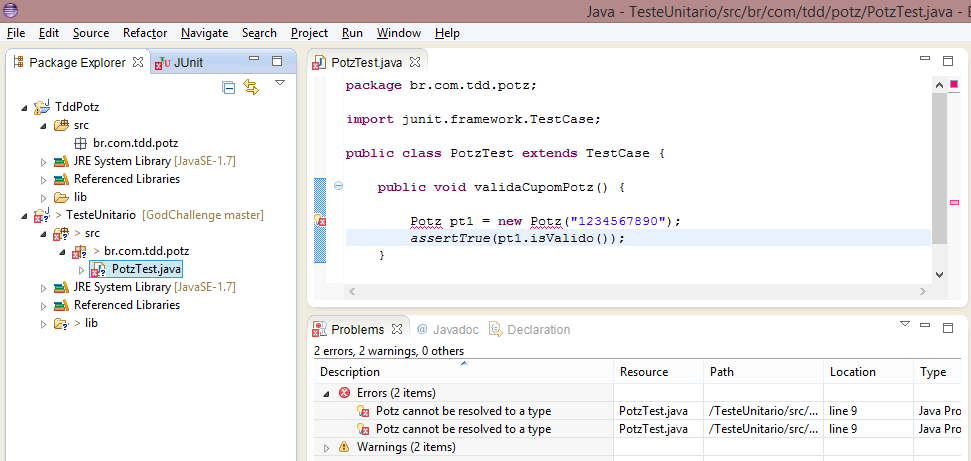 Java - TesteUnitario/src/br/com/tdd/potz/PotzTest.java - E
File Edit Source Refactor Navigate Search Project Run Window Help
Package Explorer JUnit
TddPotz
src
br.com.tdd.potz
JRE System Library [JavaSE-1.7]
Referenced Libraries
lib
> TesteUnitario [GodChallenge master]
> src
> br.com.tdd.potz
PotzTest.java
JRE System Library [JavaSE-1.7]
Referenced Libraries
> lib
PotzTest.java
package br.com.tdd.potz;
import junit.framework.TestCase;
public class PotzTest extends TestCase {
public void validaCupomPotz() {
Potz pt1 = new Potz("1234567890");
assertTrue(pt1.isValido());
}
Problems @ Javadoc Declaration
2 errors, 2 warnings, 0 others
Description Resource Path Location Type
Errors (2 items)
Potz cannot be resolved to a type PotzTest.java /TesteUnitario/src/... line 9 Java Pro
Potz cannot be resolved to a type PotzTest.java /TesteUnitario/src/... line 9 Java Pro
Warnings (2 items)